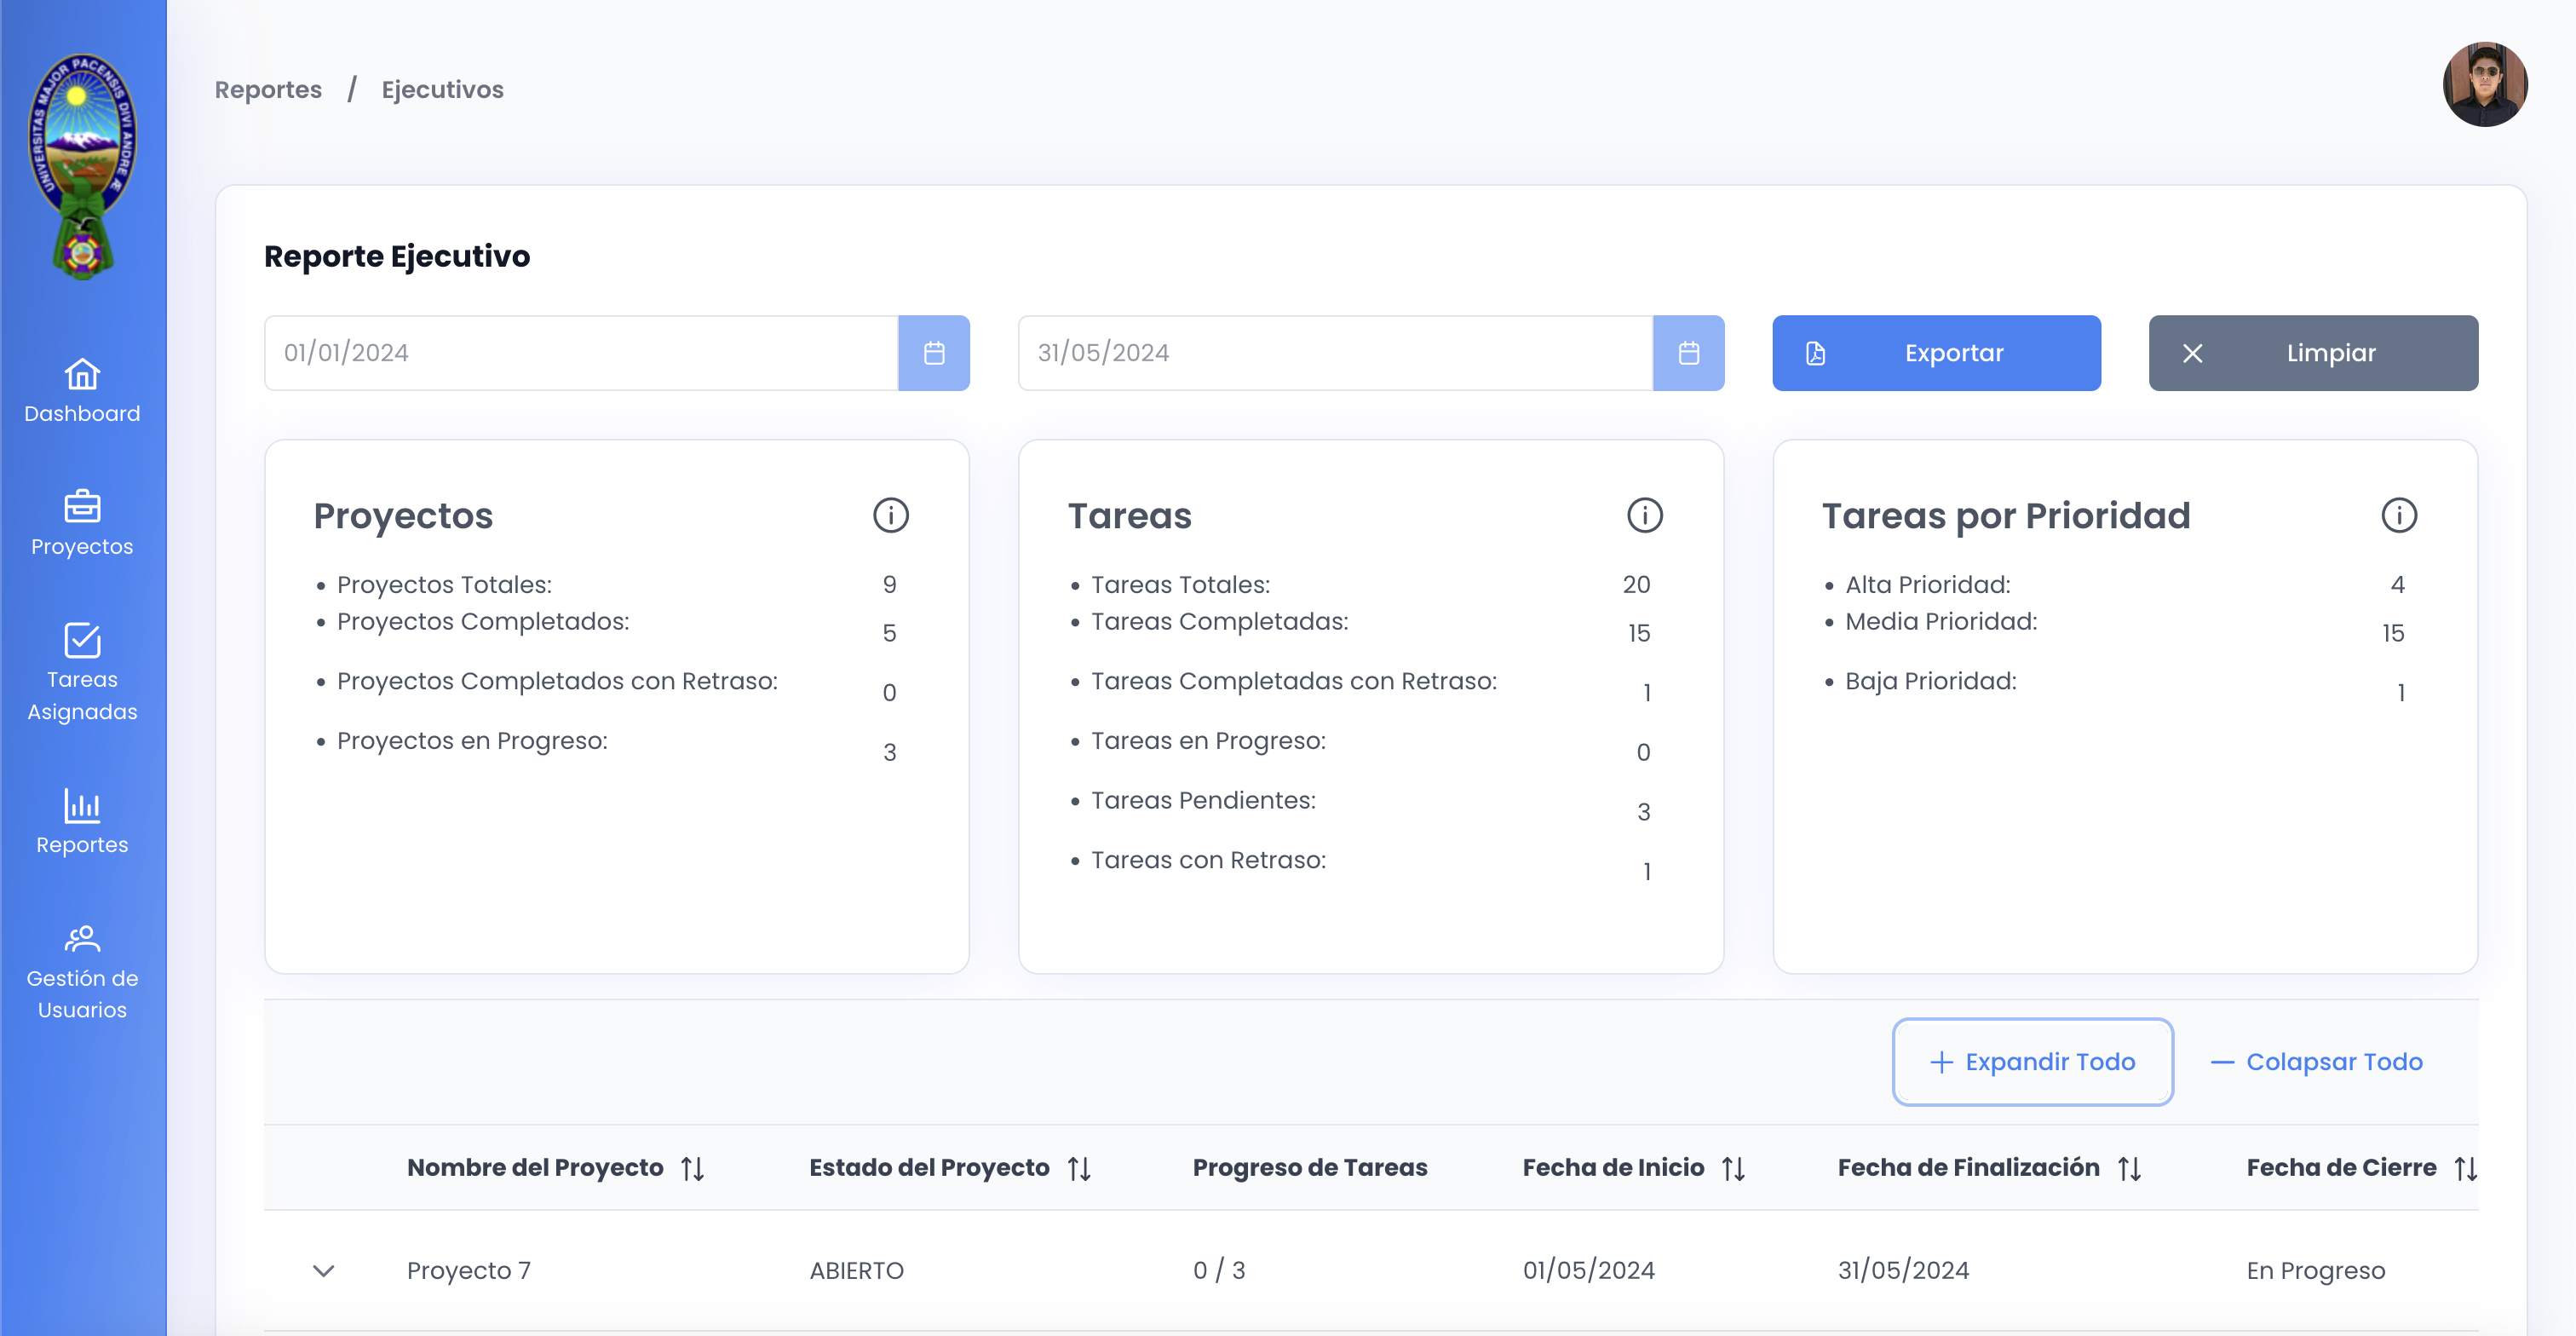 UNIVERSITAS MAJOR PACENSIS DIVI ANDRE Æ
Reportes / Ejecutivos
Dashboard
Proyectos
Tareas
Asignadas
Reportes
Gestión de
Usuarios
Reporte Ejecutivo
01/01/2024 31/05/2024 Exportar Limpiar
Proyectos
• Proyectos Totales: 9
• Proyectos Completados: 5
• Proyectos Completados con Retraso: 0
• Proyectos en Progreso: 3
Tareas
• Tareas Totales: 20
• Tareas Completadas: 15
• Tareas Completadas con Retraso: 1
• Tareas en Progreso: 0
• Tareas Pendientes: 3
• Tareas con Retraso: 1
Tareas por Prioridad
• Alta Prioridad: 4
• Media Prioridad: 15
• Baja Prioridad: 1
Expandir Todo Colapsar Todo
Nombre del Proyecto Estado del Proyecto Progreso de Tareas Fecha de Inicio Fecha de Finalización Fecha de Cierre
Proyecto 7 ABIERTO 0 / 3 01/05/2024 31/05/2024 En Progreso